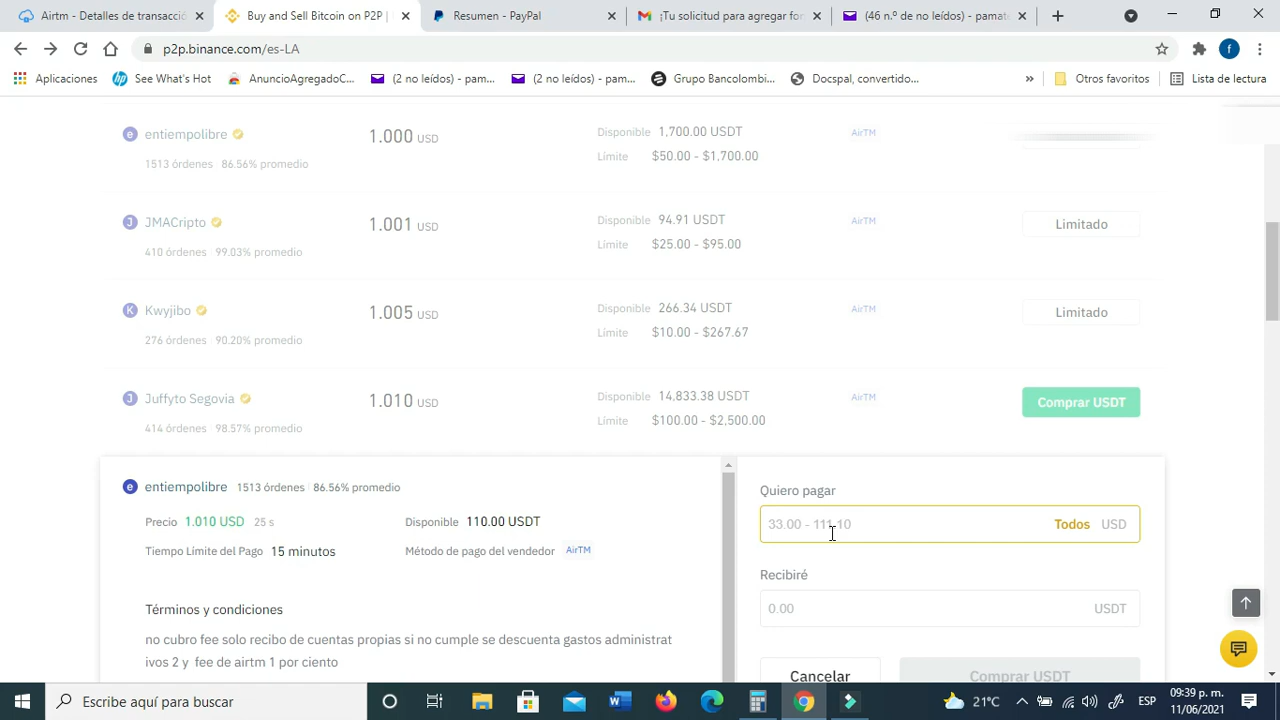 Airtm - Detalles de transacció
Buy and Sell Bitcoin on P2P |
Resumen - PayPal
¡Tu solicitud para agregar for
(46 n.º de no leídos) - pamate
p2p.binance.com/es-LA
f
Aplicaciones
See What's Hot
AnuncioAgregadoC...
(2 no leídos) - pam...
(2 no leídos) - pam...
Grupo Bancolombi...
Docspal, convertido...
»
Otros favoritos
Lista de lectura
e entiempolibre
1.000 USD
Disponible 1,700.00 USDT
AirTM
1513 órdenes | 86.56% promedio
Límite $50.00 - $1,700.00
J JMACripto
1.001 USD
Disponible 94.91 USDT
AirTM
Limitado
410 órdenes | 99.03% promedio
Límite $25.00 - $95.00
K Kwyjibo
1.005 USD
Disponible 266.34 USDT
AirTM
Limitado
276 órdenes | 90.20% promedio
Límite $10.00 - $267.67
J Juffyto Segovia
1.010 USD
Disponible 14,833.38 USDT
AirTM
Comprar USDT
414 órdenes | 98.57% promedio
Límite $100.00 - $2,500.00
e entiempolibre 1513 órdenes | 86.56% promedio
Precio 1.010 USD 25 s
Disponible 110.00 USDT
Tiempo Límite del Pago 15 minutos
Método de pago del vendedor AirTM
Términos y condiciones
no cubro fee solo recibo de cuentas propias si no cumple se descuenta gastos administrat
ivos 2 y fee de airtm 1 por ciento
Quiero pagar
33.00 - 111.10 Todos USD
Recibiré
0.00 USDT
Cancelar
Comprar USDT
Escribe aquí para buscar
21°C
ESP
09:39 p. m.
11/06/2021